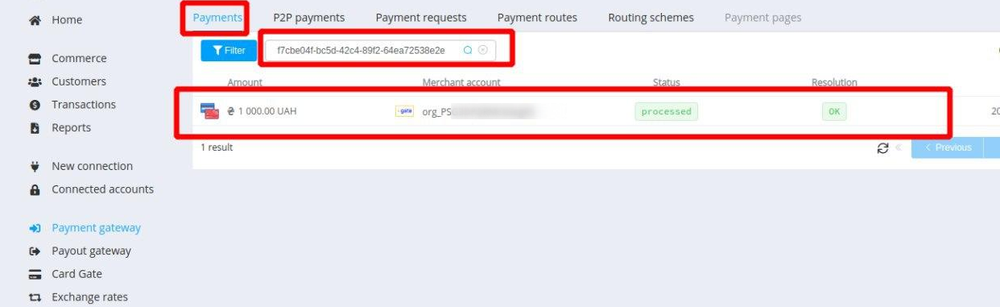 Home
Commerce
Customers
Transactions
Reports
New connection
Connected accounts
Payment gateway
Payout gateway
Card Gate
Exchange rates
Payments P2P payments Payment requests Payment routes Routing schemes Payment pages
Filter f7cbe04f-bc5d-42c4-89f2-64ea72538e2e
Amount Merchant account Status Resolution
₴ 1 000.00 UAH gate org_PS processed OK 20
1 result Previous